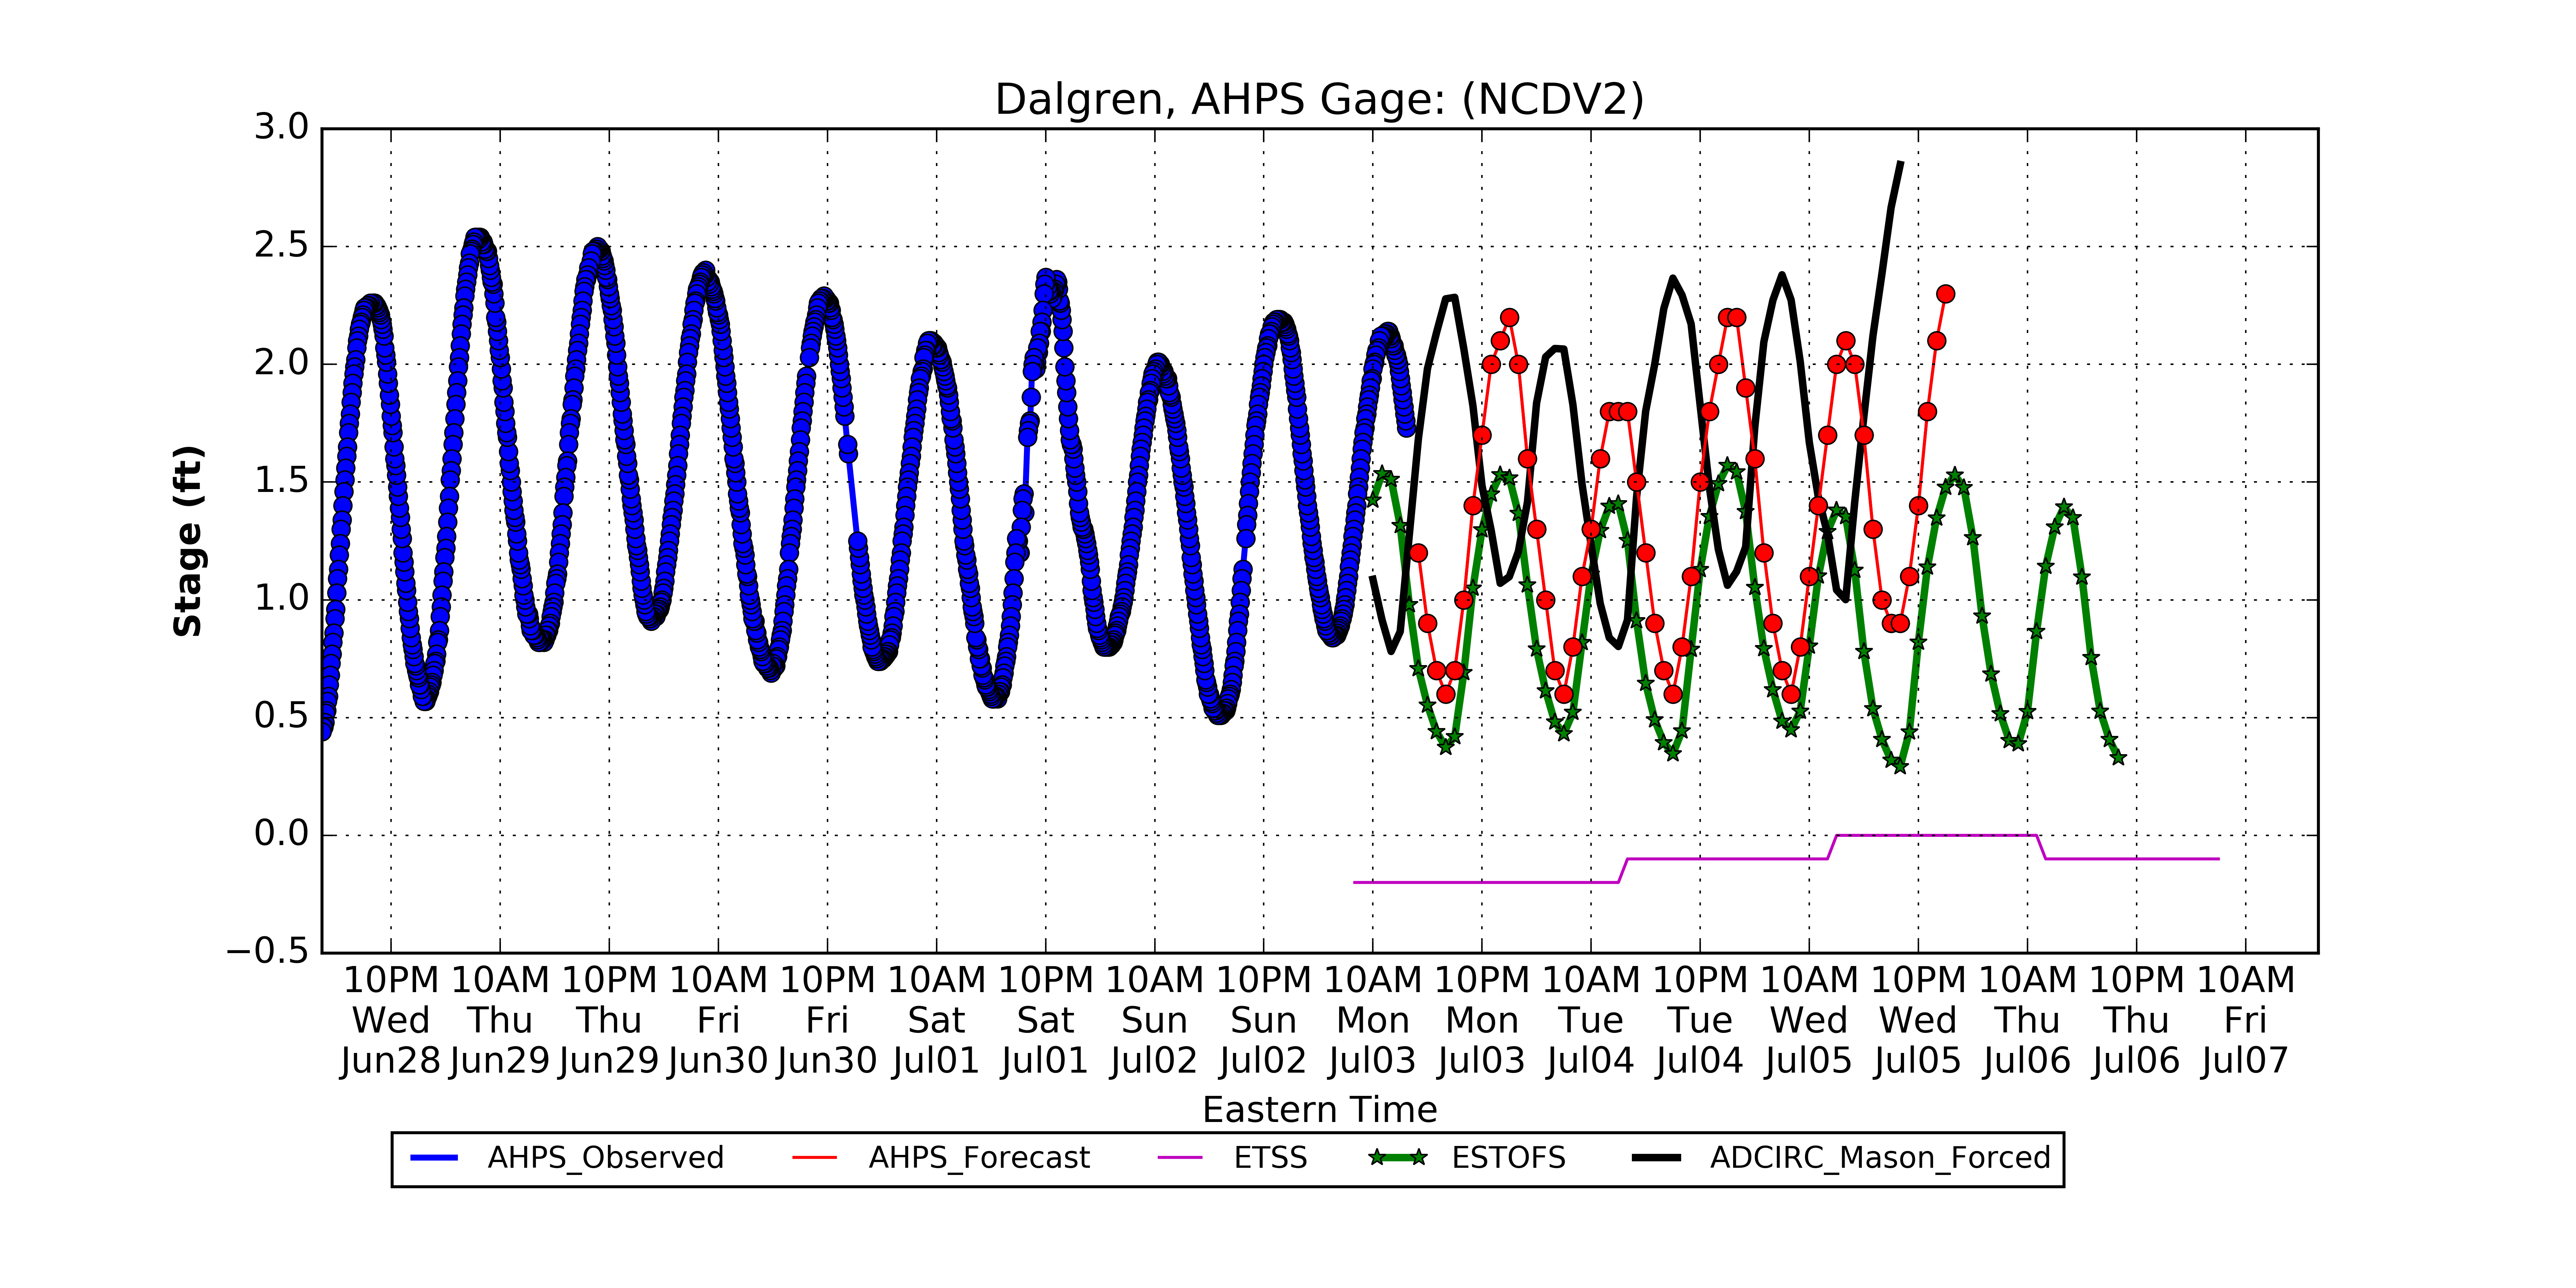 Dalgren, AHPS Gage: (NCDV2)
3.0
2.5
2.0
1.5
1.0
0.5
0.0
−0.5
Stage (ft)
10PM 10AM 10PM 10AM 10PM 10AM 10PM 10AM 10PM 10AM 10PM 10AM 10PM 10AM 10PM 10AM 10PM 10AM
Wed Thu Thu Fri Fri Sat Sat Sun Sun Mon Mon Tue Tue Wed Wed Thu Thu Fri
Jun28 Jun29 Jun29 Jun30 Jun30 Jul01 Jul01 Jul02 Jul02 Jul03 Jul03 Jul04 Jul04 Jul05 Jul05 Jul06 Jul06 Jul07
Eastern Time
AHPS_Observed AHPS_Forecast ETSS ESTOFS ADCIRC_Mason_Forced